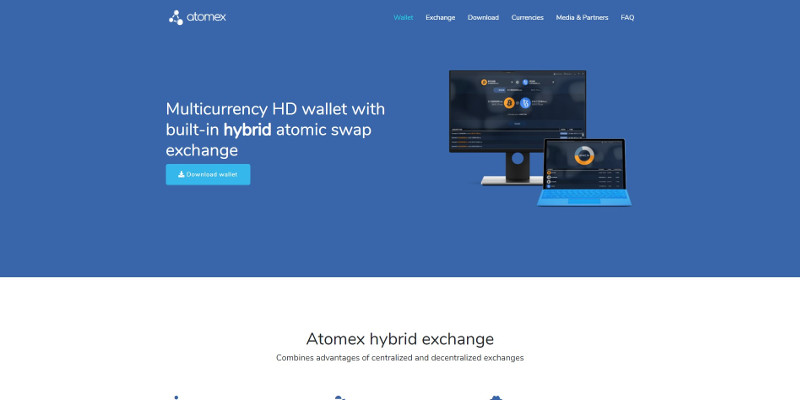 atomex
Wallet
Exchange
Download
Currencies
Media & Partners
FAQ
Multicurrency HD wallet with
built-in hybrid atomic swap
exchange
Download wallet
Atomex hybrid exchange
Combines advantages of centralized and decentralized exchanges